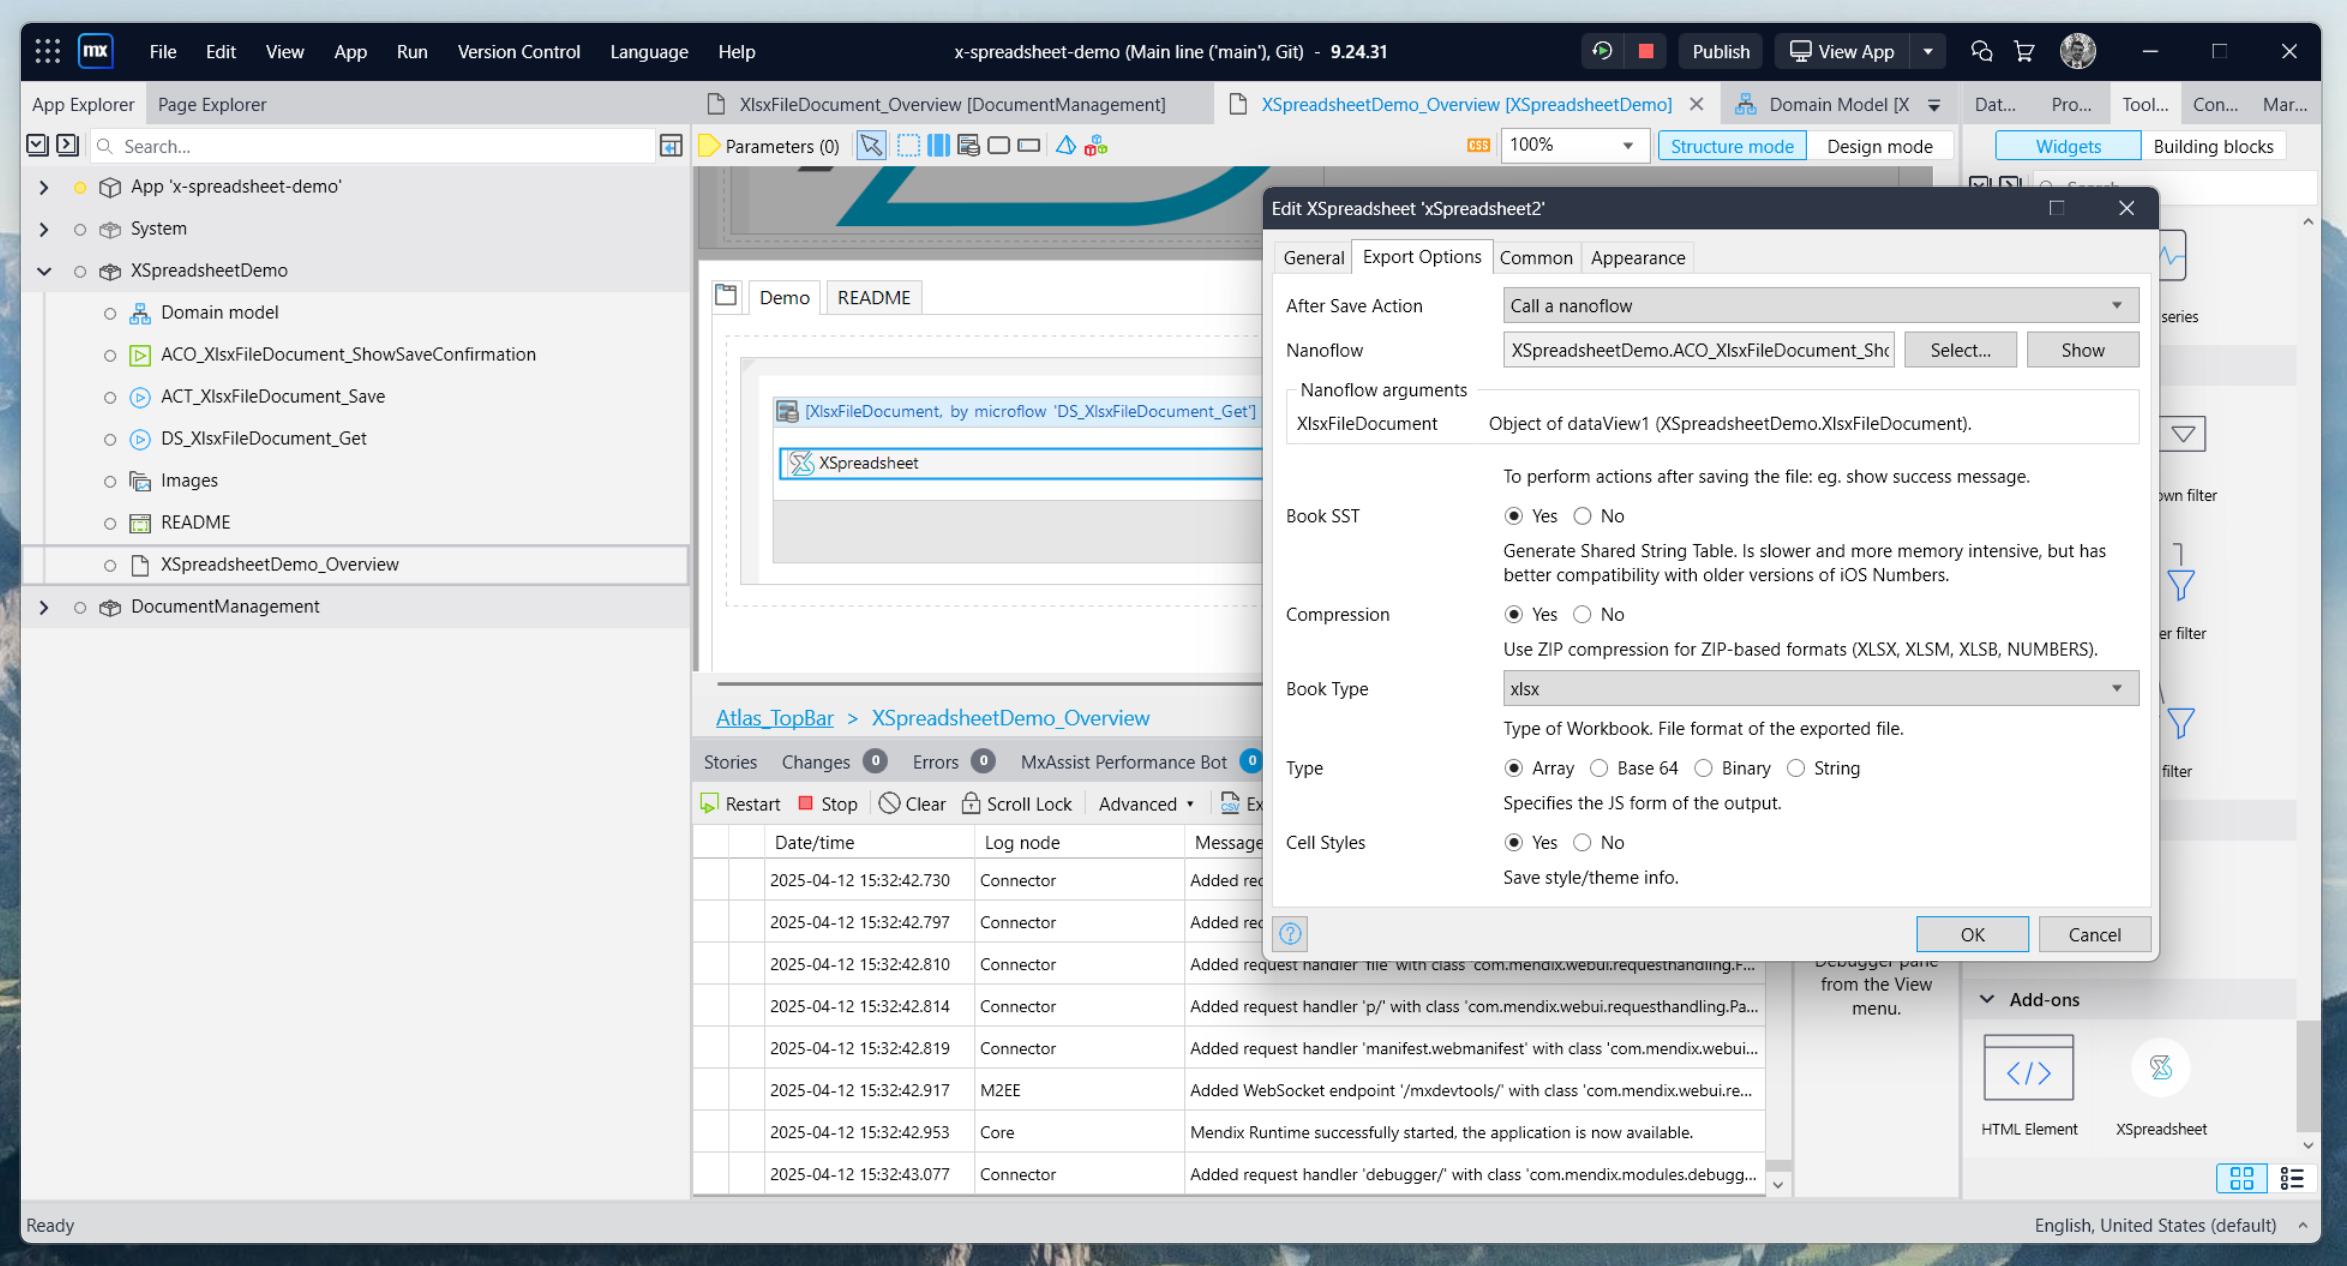 mx File Edit View App Run Version Control Language Help x-spreadsheet-demo (Main line ('main'), Git) - 9.24.31 Publish View App
App Explorer Page Explorer XlsxFileDocument_Overview [DocumentManagement] XSpreadsheetDemo_Overview [XSpreadsheetDemo] Domain Model [X Dat... Pro... Tool... Con... Mar...
Search... Parameters (0) CSS 100% Structure mode Design mode Widgets Building blocks
App 'x-spreadsheet-demo'
System
XSpreadsheetDemo
Domain model
ACO_XlsxFileDocument_ShowSaveConfirmation
ACT_XlsxFileDocument_Save
DS_XlsxFileDocument_Get
Images
README
XSpreadsheetDemo_Overview
DocumentManagement
Demo README
[XlsxFileDocument, by microflow 'DS_XlsxFileDocument_Get']
XSpreadsheet
Atlas_TopBar > XSpreadsheetDemo_Overview
Edit XSpreadsheet 'xSpreadsheet2'
General Export Options Common Appearance
After Save Action Call a nanoflow
Nanoflow XSpreadsheetDemo.ACO_XlsxFileDocument_Sho Select... Show
Nanoflow arguments
XlsxFileDocument Object of dataView1 (XSpreadsheetDemo.XlsxFileDocument).
To perform actions after saving the file: eg. show success message.
Book SST Yes No
Generate Shared String Table. Is slower and more memory intensive, but has
better compatibility with older versions of iOS Numbers.
Compression Yes No
Use ZIP compression for ZIP-based formats (XLSX, XLSM, XLSB, NUMBERS).
Book Type xlsx
Type of Workbook. File format of the exported file.
Type Array Base 64 Binary String
Specifies the JS form of the output.
Cell Styles Yes No
Save style/theme info.
OK Cancel
series
own filter
er filter
filter
Stories Changes 0 Errors 0 MxAssist Performance Bot 0
Restart Stop Clear Scroll Lock Advanced CSV Ex
Date/time Log node Message
2025-04-12 15:32:42.730 Connector Added rec
2025-04-12 15:32:42.797 Connector Added rec
2025-04-12 15:32:42.810 Connector Added request handler 'file' with class 'com.mendix.webui.requesthandling.F...
2025-04-12 15:32:42.814 Connector Added request handler 'p/' with class 'com.mendix.webui.requesthandling.Pa...
2025-04-12 15:32:42.819 Connector Added request handler 'manifest.webmanifest' with class 'com.mendix.webui...
2025-04-12 15:32:42.917 M2EE Added WebSocket endpoint '/mxdevtools/' with class 'com.mendix.webui.re...
2025-04-12 15:32:42.953 Core Mendix Runtime successfully started, the application is now available.
2025-04-12 15:32:43.077 Connector Added request handler 'debugger/' with class 'com.mendix.modules.debugg...
Debugger pane
from the View
menu.
Add-ons
HTML Element XSpreadsheet
Ready English, United States (default)